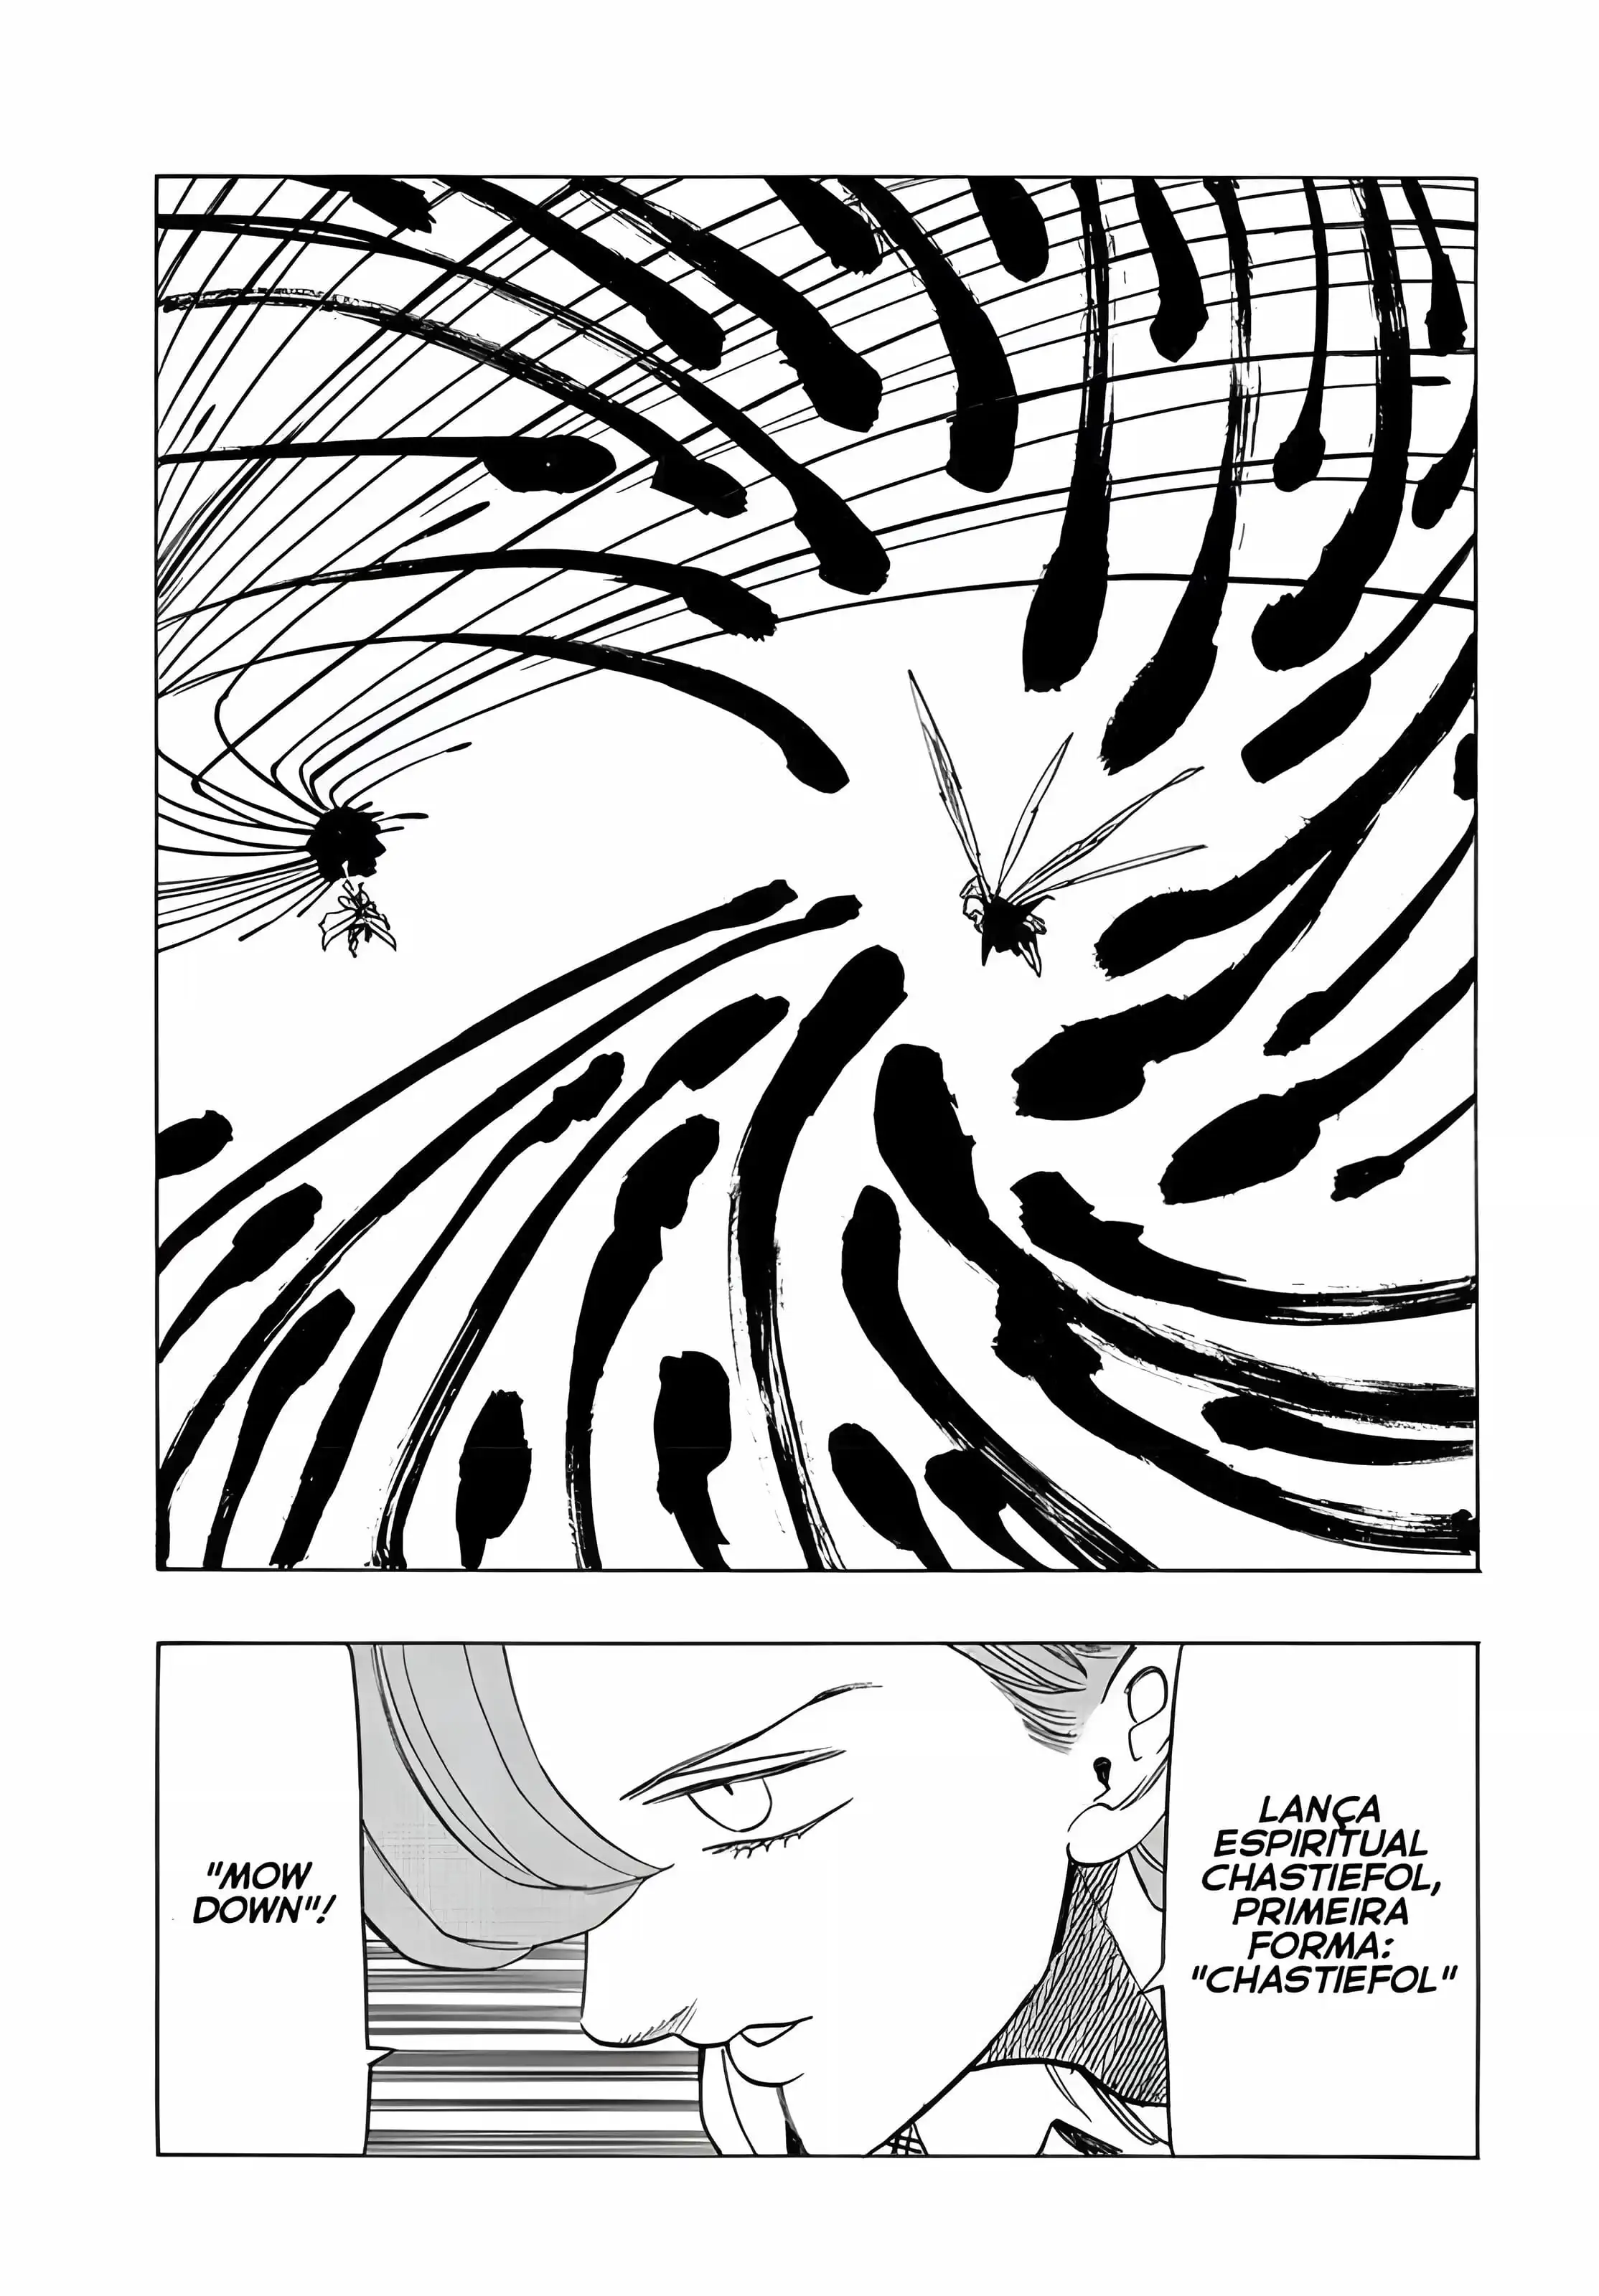 LANÇA
ESPIRITUAL
CHASTIEFOL,
PRIMEIRA
FORMA:
"CHASTIEFOL"
"MOW
DOWN"!